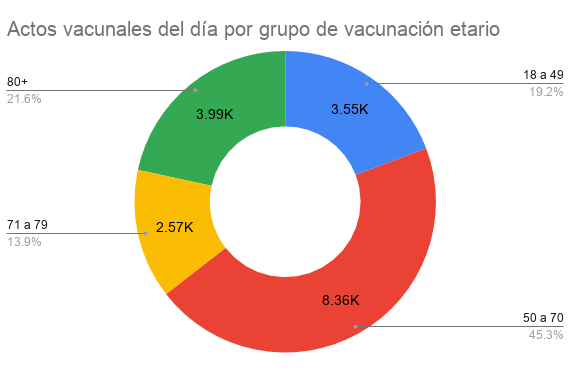 Actos vacunales del día por grupo de vacunación etario
80+
21.6%
18 a 49
19.2%
3.99K
3.55K
71 a 79
13.9%
2.57K
8.36K
50 a 70
45.3%